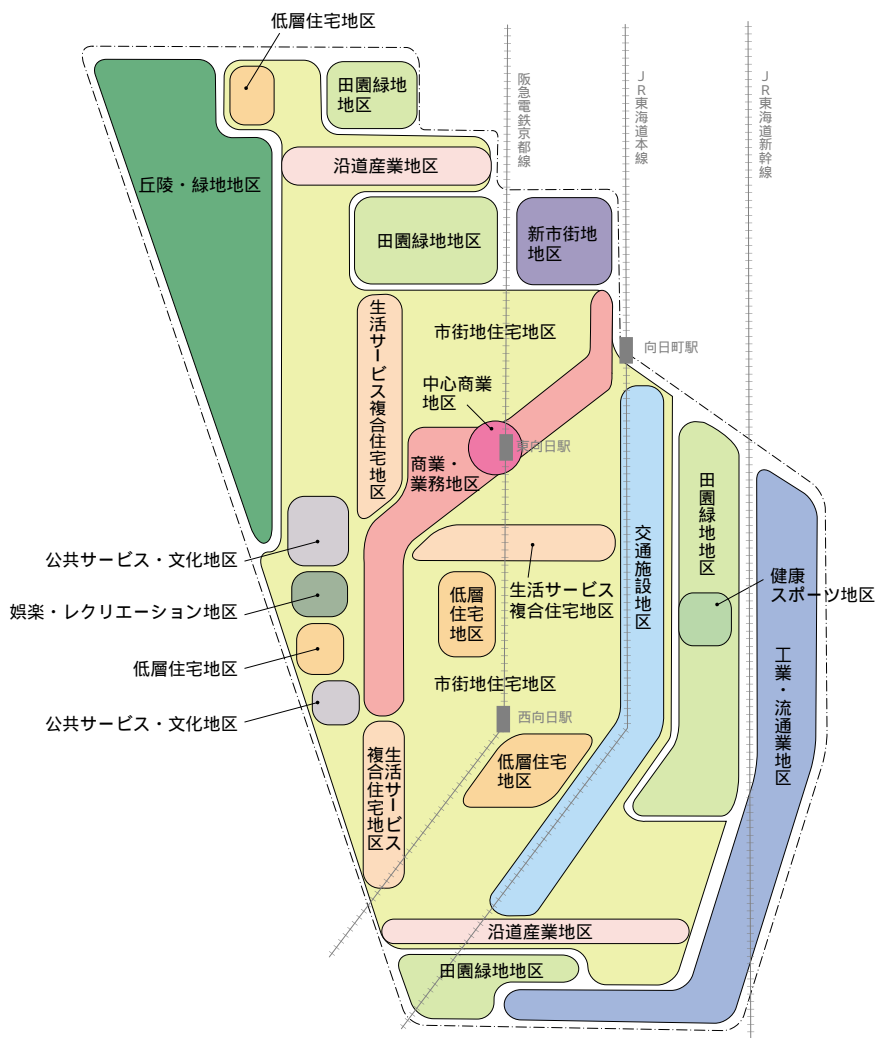 低層住宅地区
田園緑地
地区
阪急電鉄京都線
ＪＲ東海道本線
ＪＲ東海道新幹線
沿道産業地区
丘陵・緑地地区
田園緑地地区
新市街地
地区
生活サービス複合住宅地区
市街地住宅地区
向日町駅
中心商業
地区
東向日駅
商業・
業務地区
田園緑地地区
公共サービス・文化地区
交通施設地区
生活サービス
複合住宅地区
健康
スポーツ地区
低層
住宅
地区
娯楽・レクリエーション地区
低層住宅地区
市街地住宅地区
工業・流通業地区
公共サービス・文化地区
西向日駅
生活サービス
複合住宅地区
低層住宅
地区
沿道産業地区
田園緑地地区